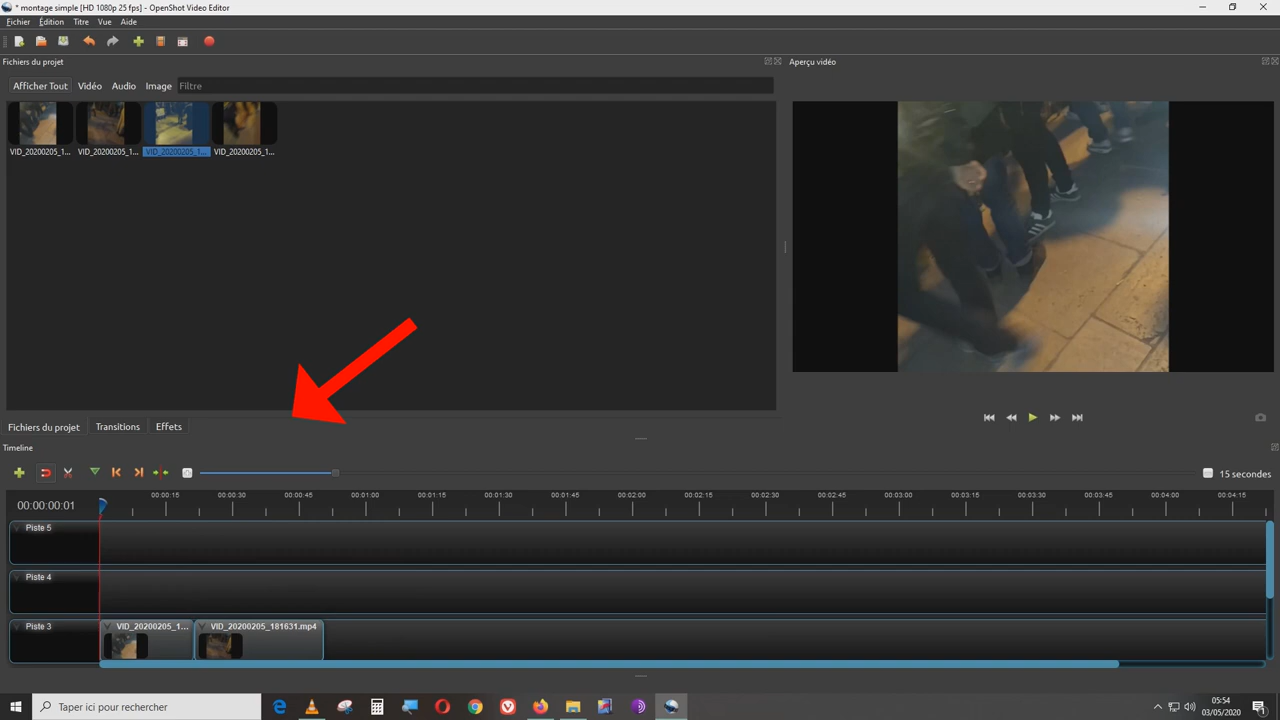 * montage simple [HD 1080p 25 fps] - OpenShot Video Editor
Fichier Édition Titre Vue Aide
Fichiers du projet
Aperçu vidéo
Afficher Tout Vidéo Audio Image Filtre
VID_20200205_1... VID_20200205_1... VID_20200205_1... VID_20200205_1...
Fichiers du projet Transitions Effets
Timeline
15 secondes
00:00:00:01
00:00:15 00:00:30 00:00:45 00:01:00 00:01:15 00:01:30 00:01:45 00:02:00 00:02:15 00:02:30 00:02:45 00:03:00 00:03:15 00:03:30 00:03:45 00:04:00 00:04:15
Piste 5
Piste 4
Piste 3
VID_20200205_1... VID_20200205_181631.mp4
Taper ici pour rechercher
05:54
03/05/2020
1